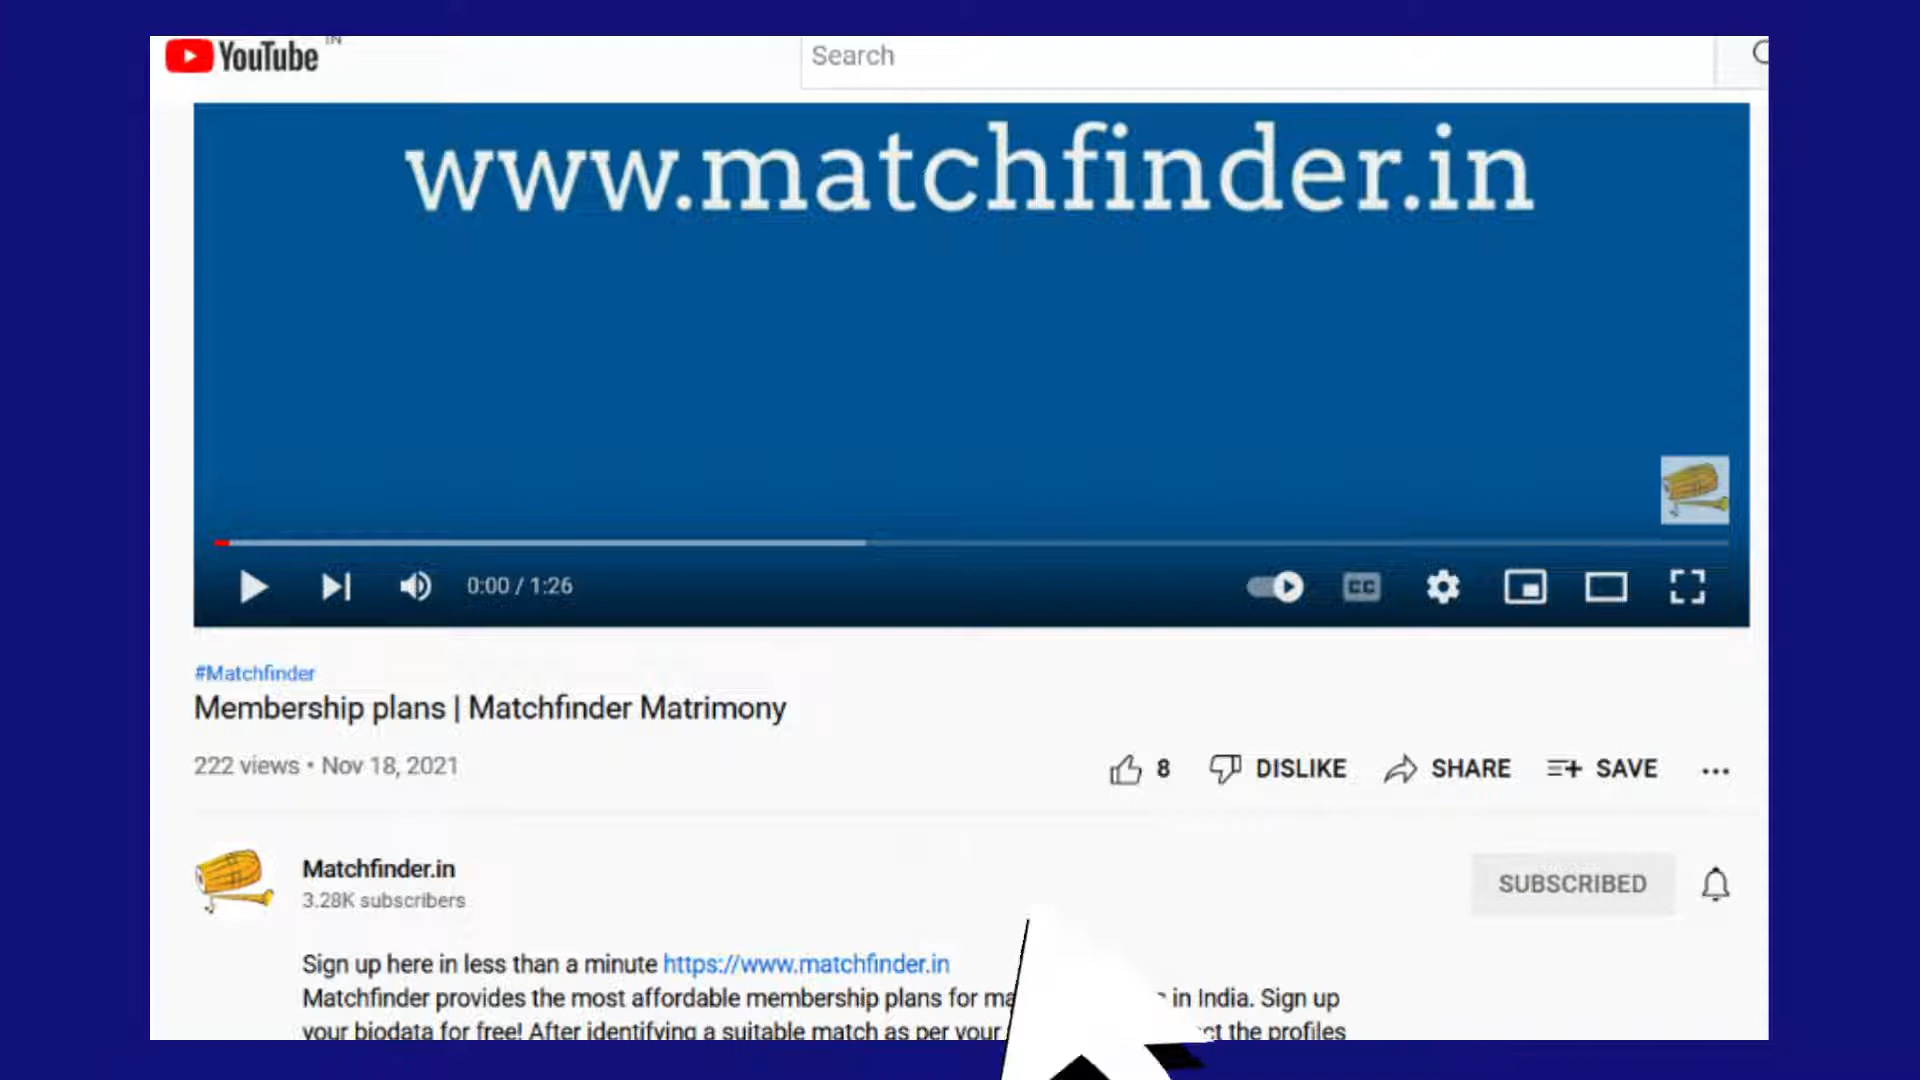 YouTube IN
Search
www.matchfinder.in
0:00 / 1:26
CC
#Matchfinder
Membership plans | Matchfinder Matrimony
222 views • Nov 18, 2021
8 DISLIKE SHARE SAVE
Matchfinder.in
3.28K subscribers
SUBSCRIBED
Sign up here in less than a minute https://www.matchfinder.in
Matchfinder provides the most affordable membership plans for in India. Sign up
your biodata for free! After identifying a suitable match as per your the profiles